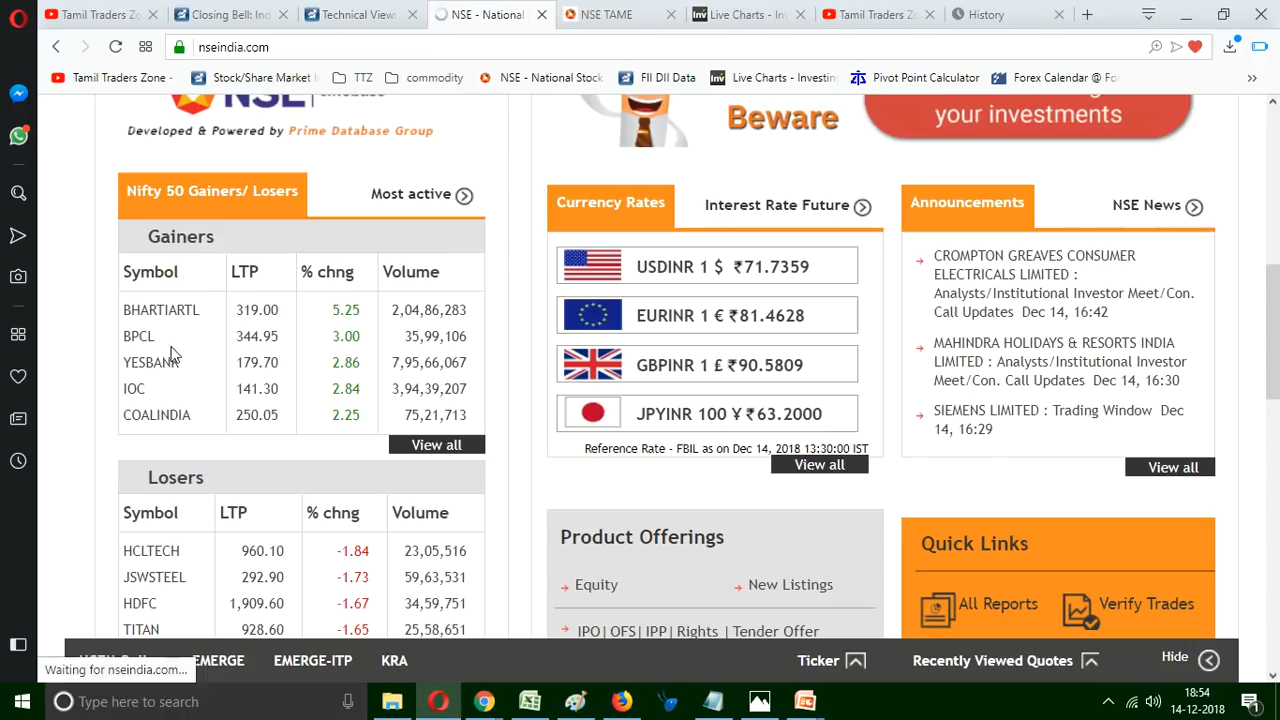 Tamil Traders Z
Closing Bell: Inc
Technical View:
NSE - National
NSE TAME
Live Charts - Inv
Tamil Traders Z
History
nseindia.com
Tamil Traders Zone -
Stock/Share Market
TTZ
commodity
NSE - National Stock
FII DII Data
Live Charts - Investing
Pivot Point Calculator
Forex Calendar @ For
NSE
Developed & Powered by Prime Database Group
Beware
your investments
Nifty 50 Gainers/ Losers
Most active
Gainers
Symbol LTP % chng Volume
BHARTIARTL 319.00 5.25 2,04,86,283
BPCL 344.95 3.00 35,99,106
YESBANK 179.70 2.86 7,95,66,067
IOC 141.30 2.84 3,94,39,207
COALINDIA 250.05 2.25 75,21,713
View all
Losers
Symbol LTP % chng Volume
HCLTECH 960.10 -1.84 23,05,516
JSWSTEEL 292.90 -1.73 59,63,531
HDFC 1,909.60 -1.67 34,59,751
TITAN 928.60 -1.65 25,58,651
Currency Rates
Interest Rate Future
USDINR 1 $ ₹71.7359
EURINR 1 € ₹81.4628
GBPINR 1 £ ₹90.5809
JPYINR 100 ¥ ₹63.2000
Reference Rate - FBIL as on Dec 14, 2018 13:30:00 IST
View all
Announcements
NSE News
CROMPTON GREAVES CONSUMER
ELECTRICALS LIMITED :
Analysts/Institutional Investor Meet/Con.
Call Updates Dec 14, 16:42
MAHINDRA HOLIDAYS & RESORTS INDIA
LIMITED : Analysts/Institutional Investor
Meet/Con. Call Updates Dec 14, 16:30
SIEMENS LIMITED : Trading Window Dec
14, 16:29
View all
Product Offerings
Equity
New Listings
IPO| OFS| IPP| Rights | Tender Offer
Quick Links
All Reports
Verify Trades
EMERGE
EMERGE-ITP
KRA
Ticker
Recently Viewed Quotes
Hide
Waiting for nseindia.com...
Type here to search
18:54
14-12-2018